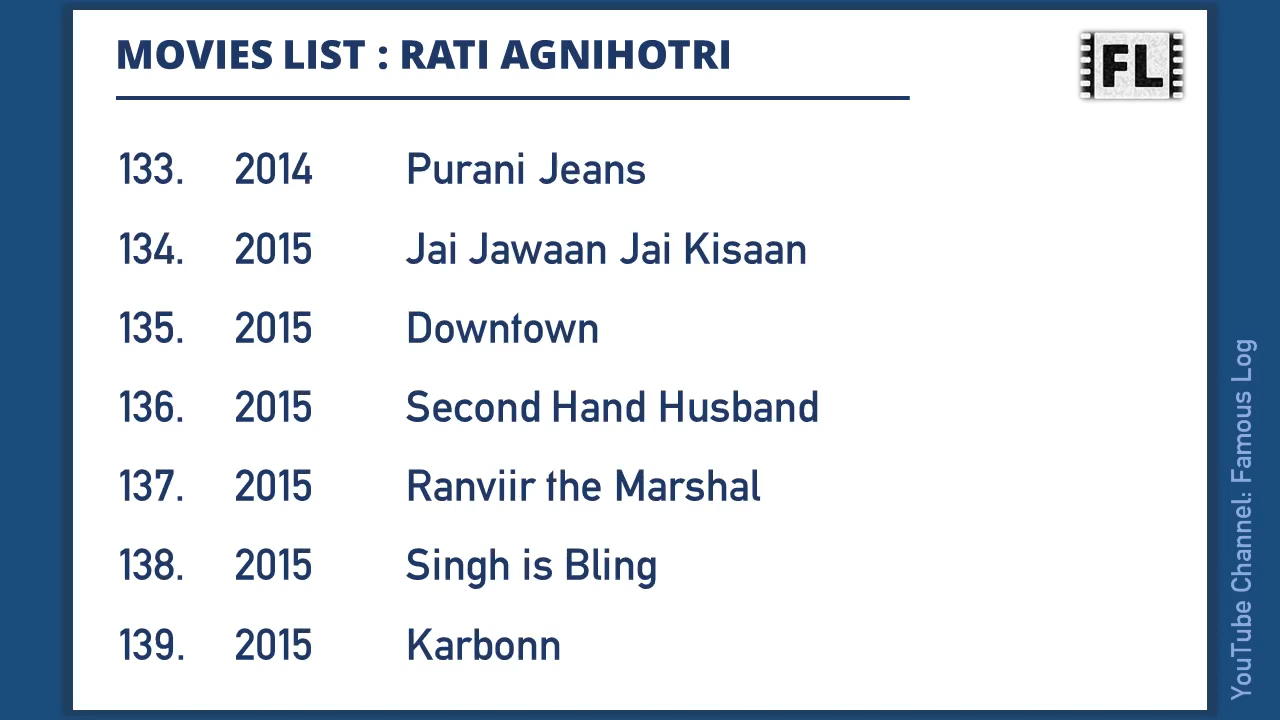 MOVIES LIST : RATI AGNIHOTRI
FL
133. 2014 Purani Jeans
134. 2015 Jai Jawaan Jai Kisaan
135. 2015 Downtown
136. 2015 Second Hand Husband
137. 2015 Ranviir the Marshal
138. 2015 Singh is Bling
139. 2015 Karbonn
YouTube Channel: Famous Log